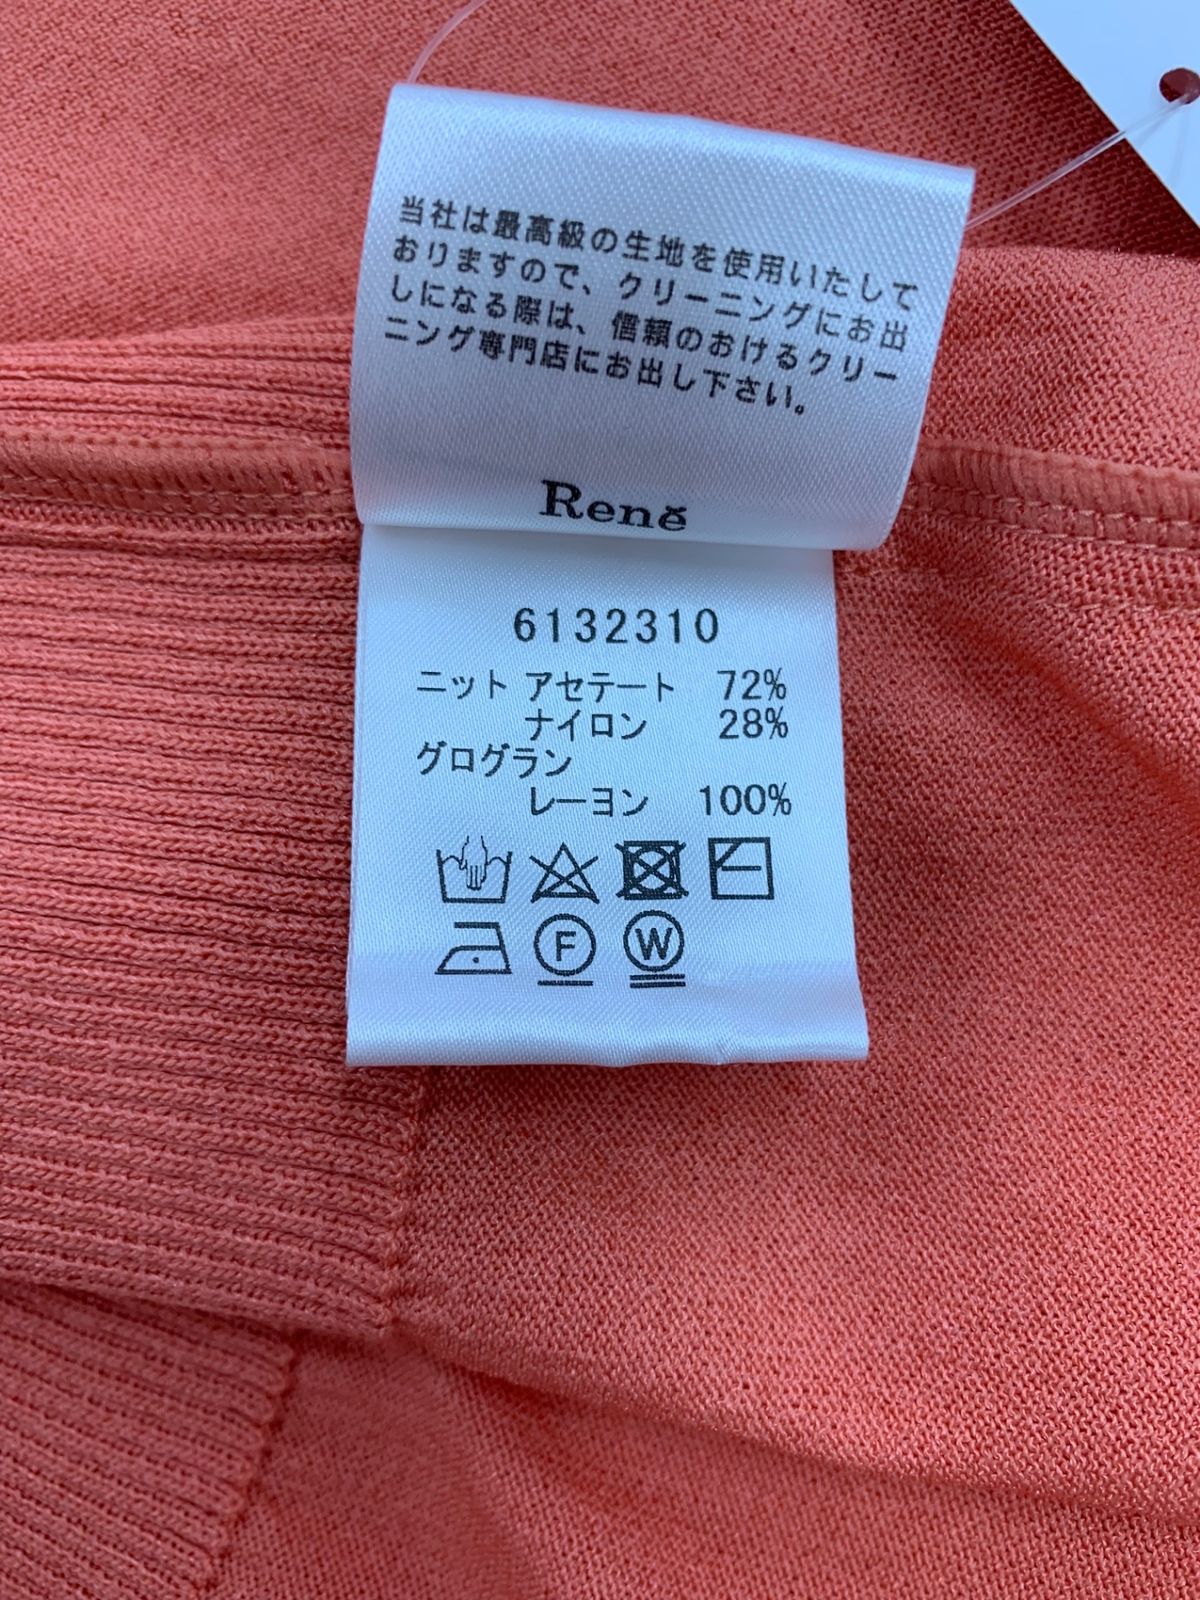 当社は最高級の生地を使用いたして
おりますので、クリーニングにお出
しになる際は、信頼のおけるクリー
ニング専門店にお出し下さい。
René
6132310
ニット アセテート 72%
ナイロン 28%
グログラン
レーヨン 100%
F W